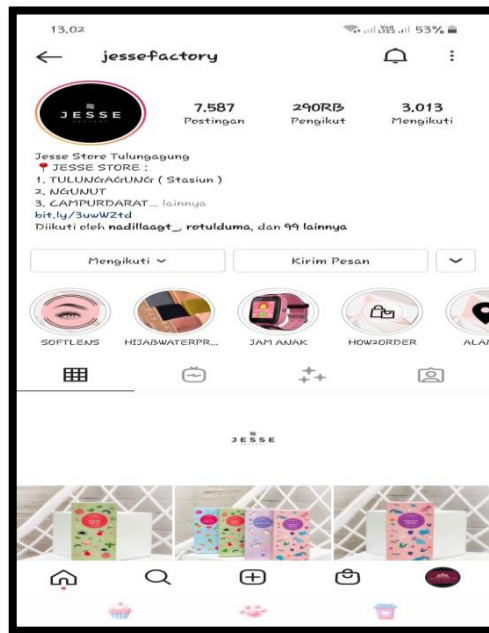 13.02 53%
jessefactory
JESSE
7.587 290RB 3.013
Postingan Pengikut Mengikuti
Jesse Store Tulungagung
JESSE STORE :
1. TULUNGAGUNG ( Stasiun )
2. NGUNUT
3. CAMPURDARAT... lainnya
bit.ly/3uwWZtd
Diikuti oleh nadillaagt_, rotulduma, dan 99 lainnya
Mengikuti Kirim Pesan
SOFTLENS HIJABWATERPR... JAM ANAK HOW2ORDER ALAM
JESSE